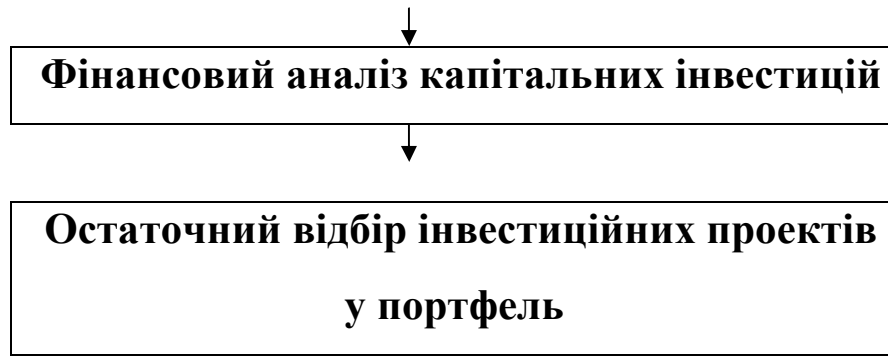 Фінансовий аналіз капітальних інвестицій
Остаточний відбір інвестиційних проектів
у портфель